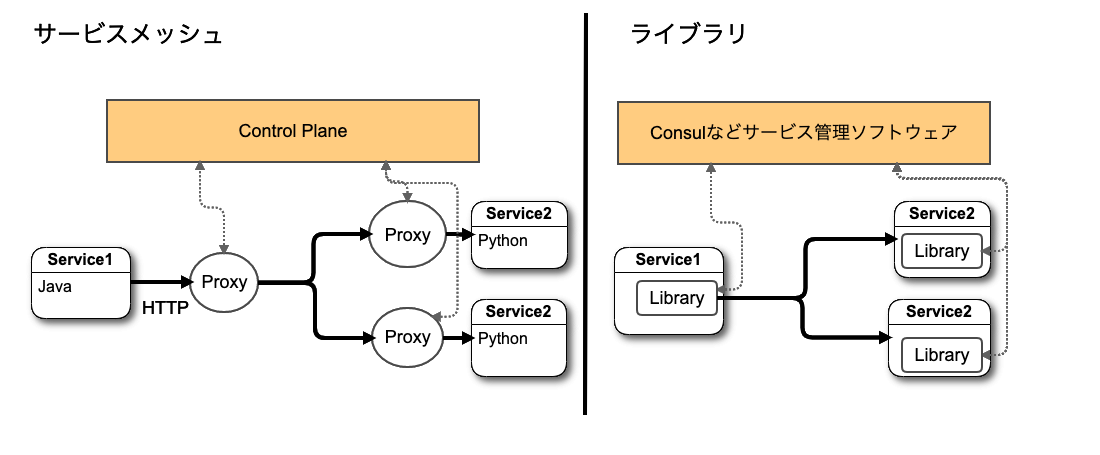 サービスメッシュ
Control Plane
Service1
Java
HTTP
Proxy
Proxy
Service2
Python
Proxy
Service2
Python
ライブラリ
Consulなどサービス管理ソフトウェア
Service1
Library
Service2
Library
Service2
Library